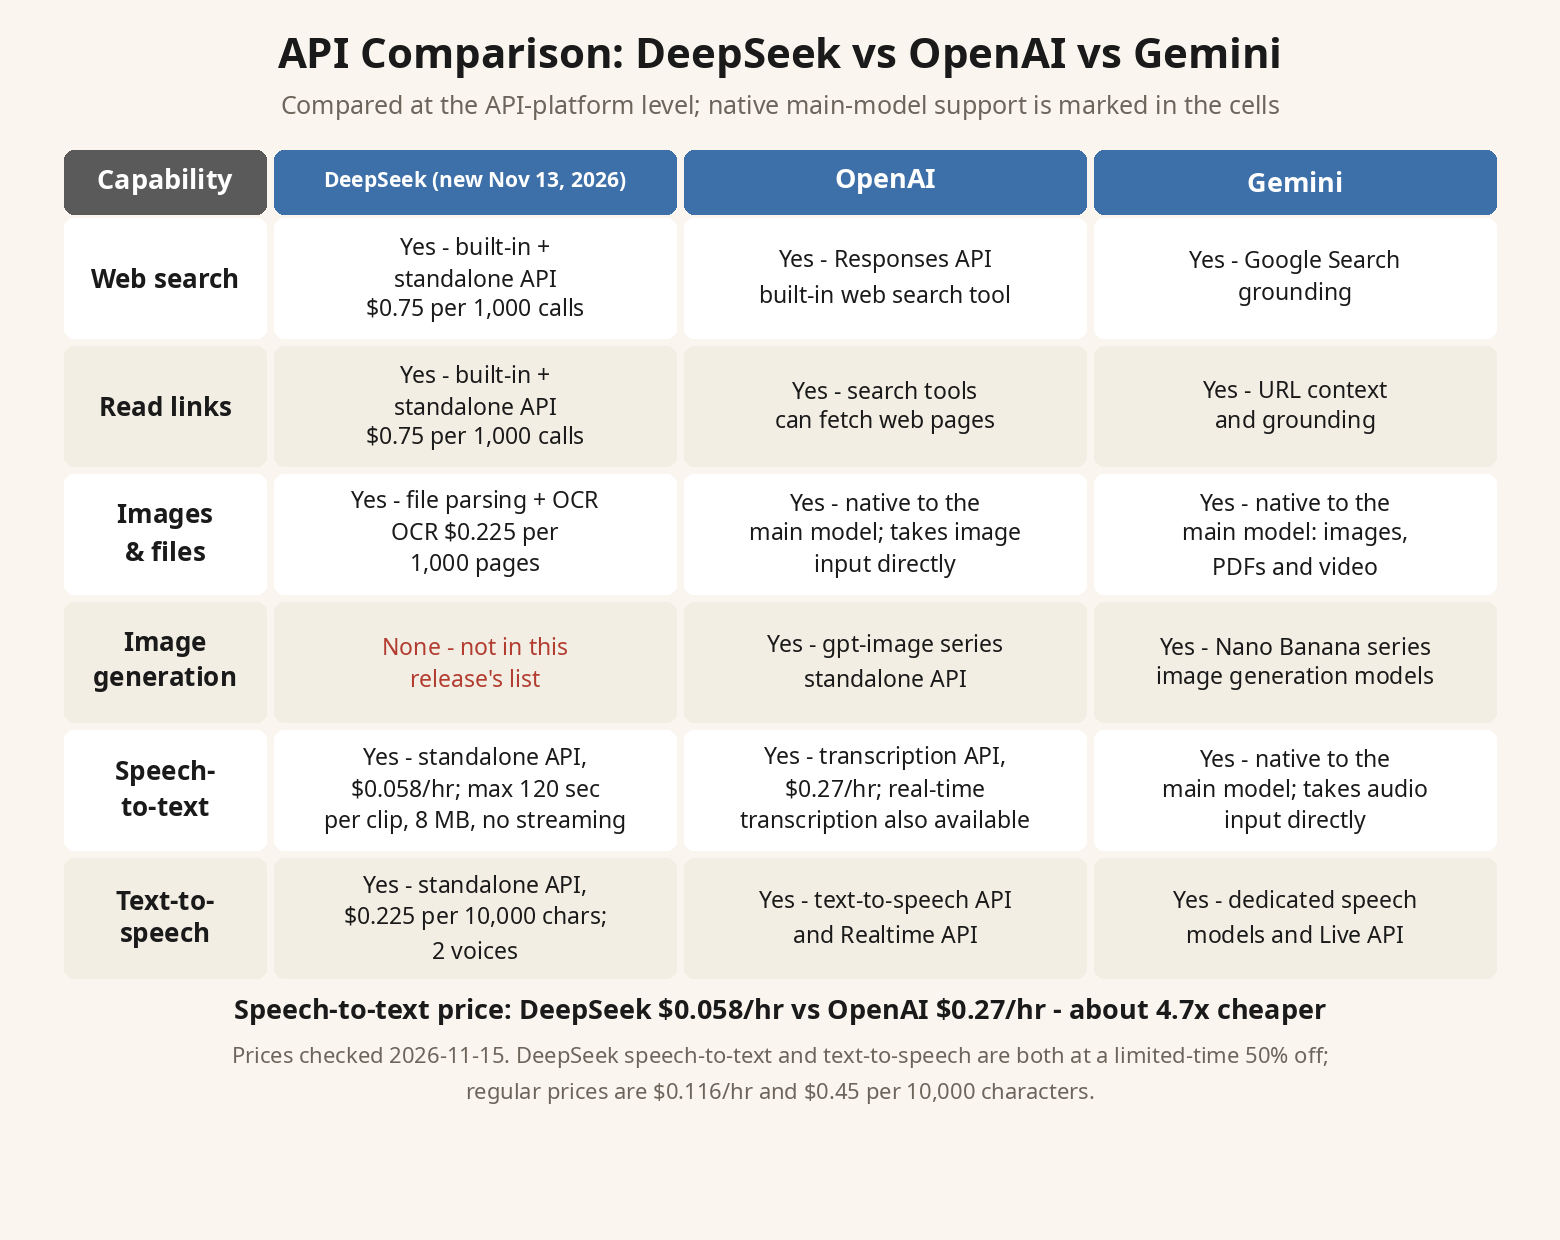 API Comparison: DeepSeek vs OpenAI vs Gemini
Compared at the API-platform level; native main-model support is marked in the cells
Capability
DeepSeek (new Nov 13, 2026)
OpenAI
Gemini
Web search
Yes - built-in +
standalone API
$0.75 per 1,000 calls
Yes - Responses API
built-in web search tool
Yes - Google Search
grounding
Read links
Yes - built-in +
standalone API
$0.75 per 1,000 calls
Yes - search tools
can fetch web pages
Yes - URL context
and grounding
Images
& files
Yes - file parsing + OCR
OCR $0.225 per
1,000 pages
Yes - native to the
main model; takes image
input directly
Yes - native to the
main model: images,
PDFs and video
Image
generation
None - not in this
release's list
Yes - gpt-image series
standalone API
Yes - Nano Banana series
image generation models
Speech-
to-text
Yes - standalone API,
$0.058/hr; max 120 sec
per clip, 8 MB, no streaming
Yes - transcription API,
$0.27/hr; real-time
transcription also available
Yes - native to the
main model; takes audio
input directly
Text-to-
speech
Yes - standalone API,
$0.225 per 10,000 chars;
2 voices
Yes - text-to-speech API
and Realtime API
Yes - dedicated speech
models and Live API
Speech-to-text price: DeepSeek $0.058/hr vs OpenAI $0.27/hr - about 4.7x cheaper
Prices checked 2026-11-15. DeepSeek speech-to-text and text-to-speech are both at a limited-time 50% off;
regular prices are $0.116/hr and $0.45 per 10,000 characters.